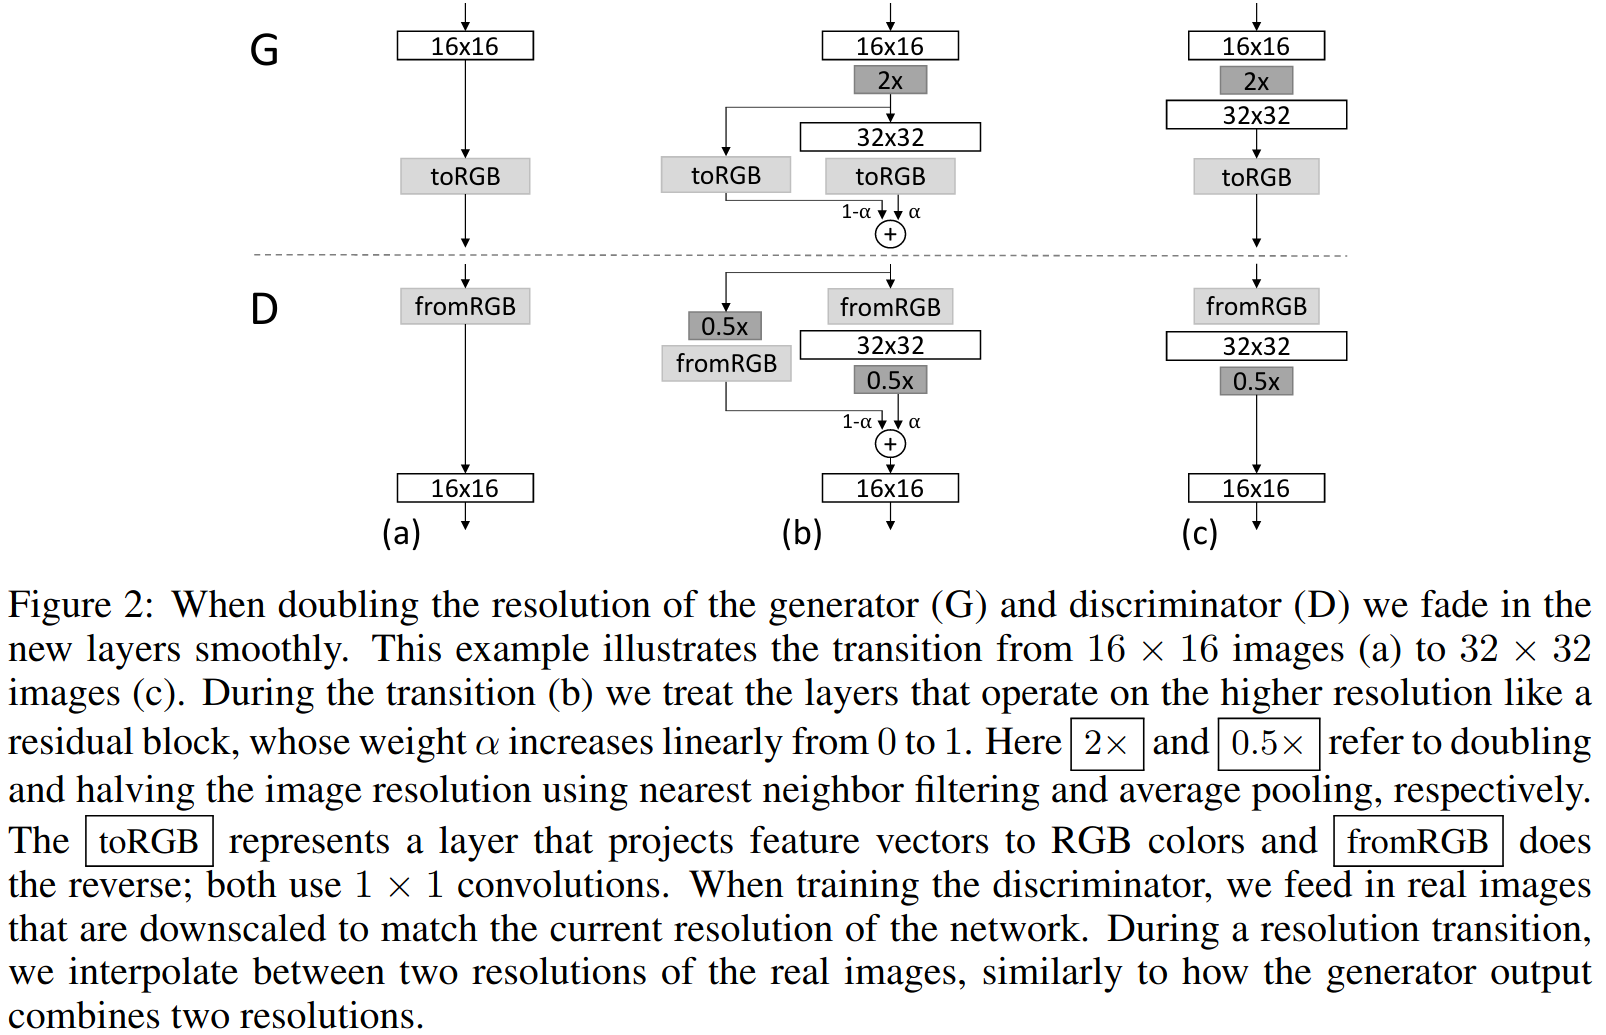 G
16x16
toRGB
16x16
2x
32x32
toRGB
toRGB
1-α
α
+
16x16
2x
32x32
toRGB
D
fromRGB
16x16
0.5x
fromRGB
fromRGB
32x32
0.5x
1-α
α
+
16x16
fromRGB
32x32
0.5x
16x16
(a)
(b)
(c)
Figure 2: When doubling the resolution of the generator (G) and discriminator (D) we fade in the
new layers smoothly. This example illustrates the transition from 16 × 16 images (a) to 32 × 32
images (c). During the transition (b) we treat the layers that operate on the higher resolution like a
residual block, whose weight α increases linearly from 0 to 1. Here 2× and 0.5× refer to doubling
and halving the image resolution using nearest neighbor filtering and average pooling, respectively.
The toRGB represents a layer that projects feature vectors to RGB colors and fromRGB does
the reverse; both use 1 × 1 convolutions. When training the discriminator, we feed in real images
that are downscaled to match the current resolution of the network. During a resolution transition,
we interpolate between two resolutions of the real images, similarly to how the generator output
combines two resolutions.